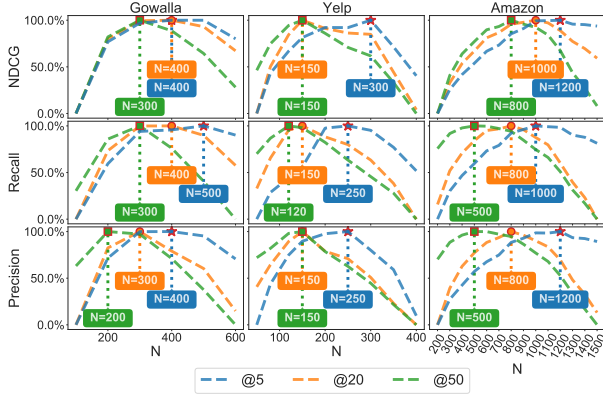 Gowalla Yelp Amazon
NDCG
100.0%
50.0%
0.0%
N=400
N=400
N=300
N=150
N=300
N=150
N=1000
N=1200
N=800
Recall
100.0%
50.0%
0.0%
N=400
N=500
N=300
N=150
N=250
N=120
N=800
N=1000
N=500
Precision
100.0%
50.0%
0.0%
N=300
N=400
N=200
N=150
N=250
N=150
N=800
N=1200
N=500
200 400 600
100 200 300 400
200 300 400 500 600 700 800 900 1000 1100 1200 1300 1400 1500
N N N
@5 @20 @50